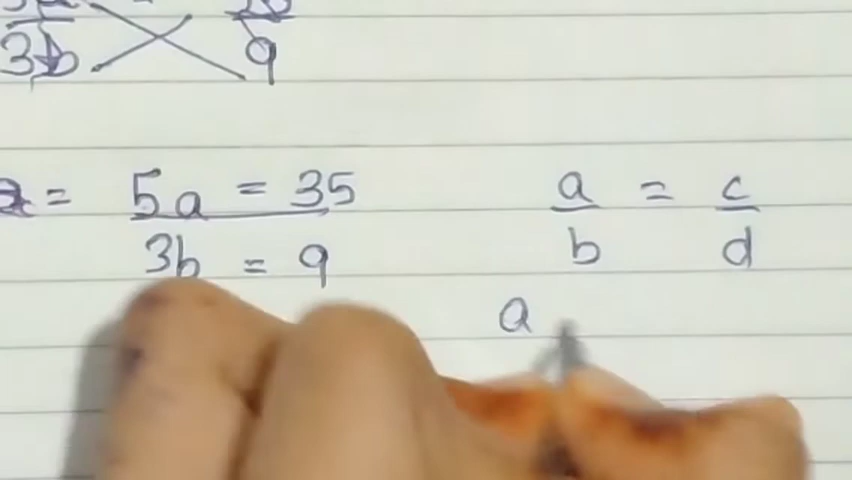 3b 9
= 5a = 35 a = c
3b = 9 b d
a